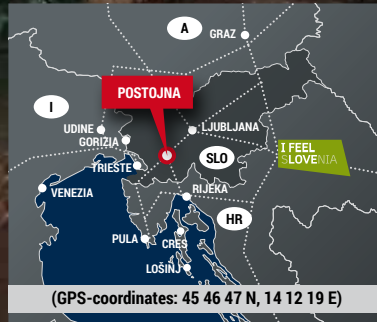 A
GRAZ
POSTOJNA
I
UDINE
LJUBLJANA
GORIZIA
I FEEL
SLOVENIA
SLO
TRIESTE
VENEZIA
RIJEKA
HR
PULA
CRES
LOŠINJ
(GPS-coordinates: 45 46 47 N, 14 12 19 E)